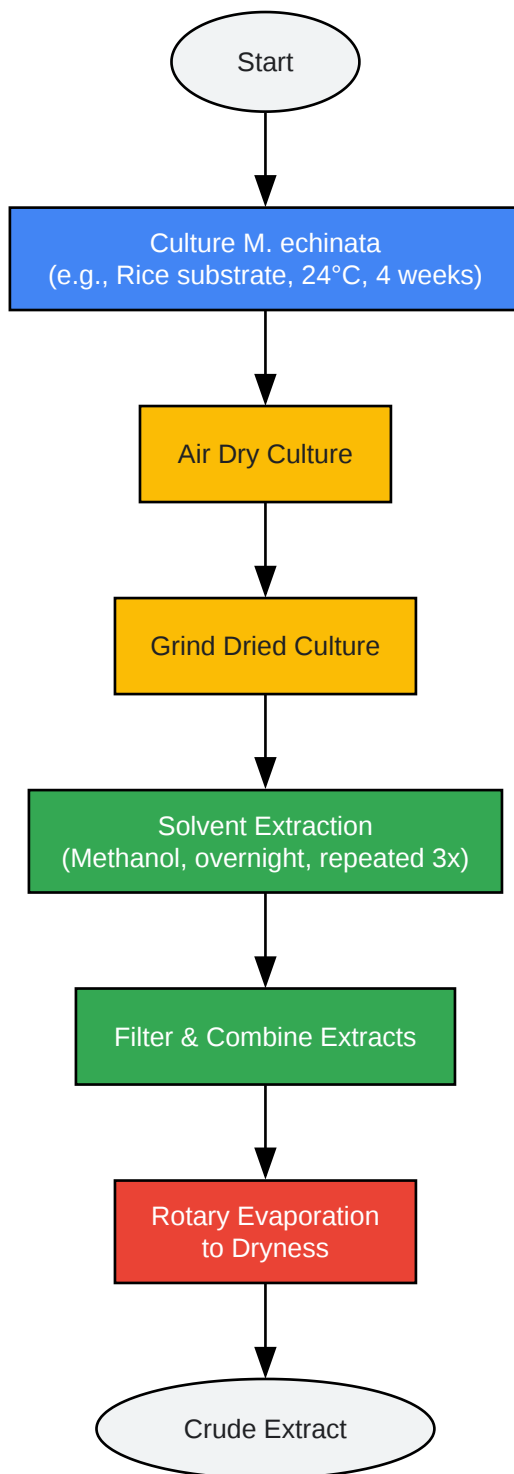 Start
Culture M. echinata
(e.g., Rice substrate, 24°C, 4 weeks)
Air Dry Culture
Grind Dried Culture
Solvent Extraction
(Methanol, overnight, repeated 3x)
Filter & Combine Extracts
Rotary Evaporation
to Dryness
Crude Extract